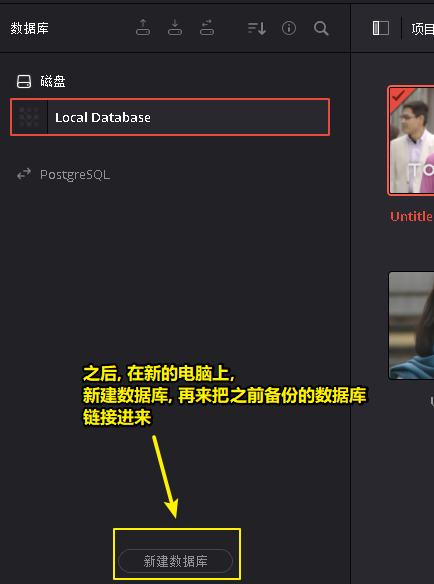 数据库
项目
磁盘
Local Database
PostgreSQL
TO
Untitle
之后, 在新的电脑上,
新建数据库, 再来把之前备份的数据库
链接进来
新建数据库